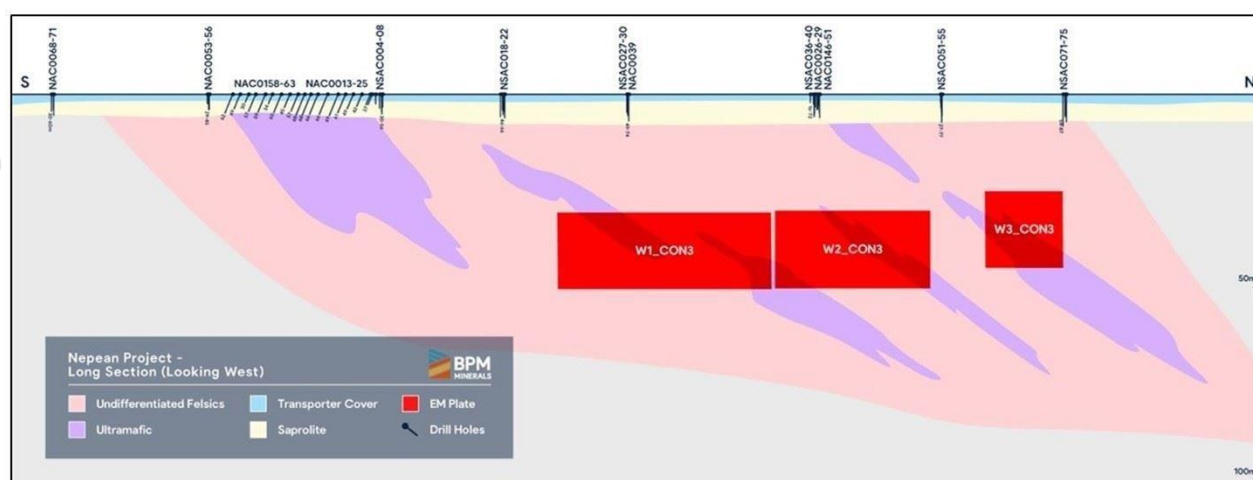 NAC0068-71
NAC0053-56
NAC0158-63
NAC0013-25
NSAC004-08
NSAC018-22
NSAC027-30
NAC0039
NSAC036-40
NAC0026-29
NAC0146-51
NSAC051-55
NSAC071-75
S
N
W1_CON3
W2_CON3
W3_CON3
50m
100m
Nepean Project -
Long Section (Looking West)
BPM
MINERALS
Undifferentiated Felsics
Transporter Cover
EM Plate
Ultramafic
Saprolite
Drill Holes